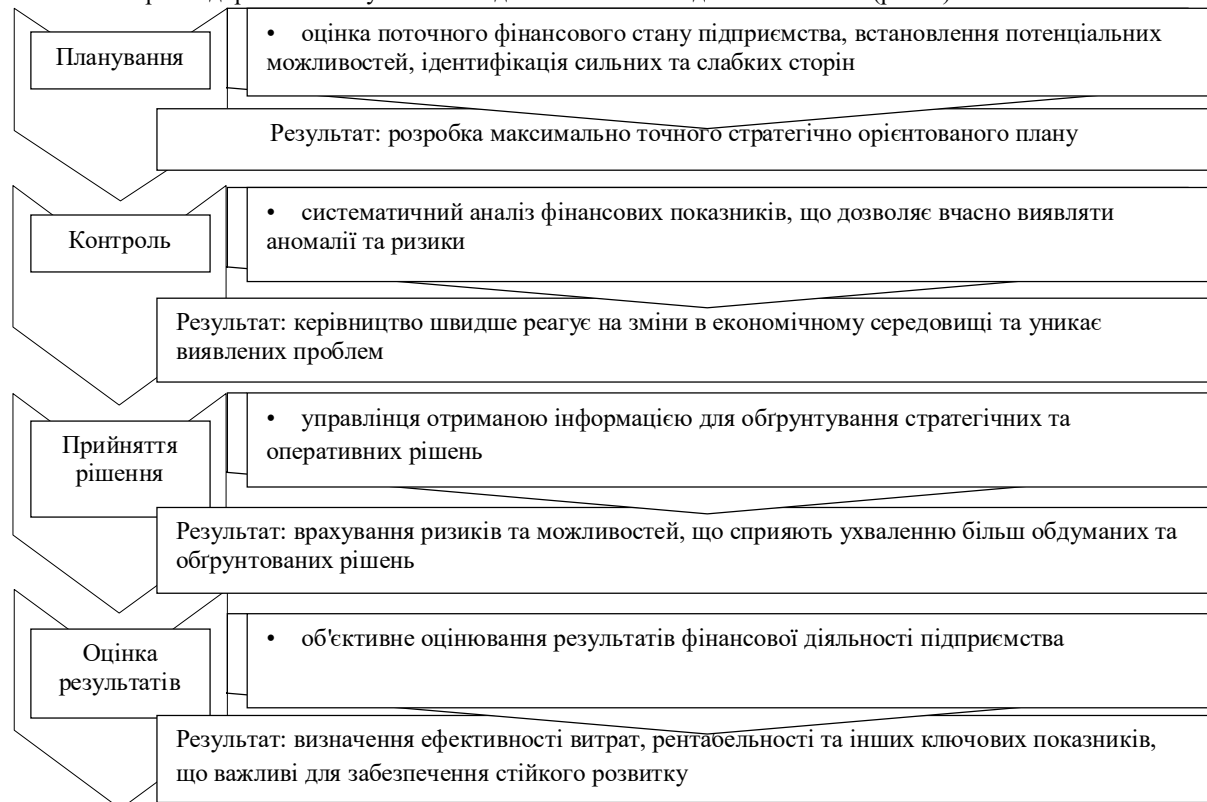 Планування
• оцінка поточного фінансового стану підприємства, встановлення потенціальних
можливостей, ідентифікація сильних та слабких сторін
Результат: розробка максимально точного стратегічно орієнтованого плану
Контроль
• систематичний аналіз фінансових показників, що дозволяє вчасно виявляти
аномалії та ризики
Результат: керівництво швидше реагує на зміни в економічному середовищі та уникає
виявлених проблем
Прийняття
рішення
• управлінця отриманою інформацією для обґрунтування стратегічних та
оперативних рішень
Результат: врахування ризиків та можливостей, що сприяють ухваленню більш обдуманих та
обґрунтованих рішень
Оцінка
результатів
• об'єктивне оцінювання результатів фінансової діяльності підприємства
Результат: визначення ефективності витрат, рентабельності та інших ключових показників,
що важливі для забезпечення стійкого розвитку